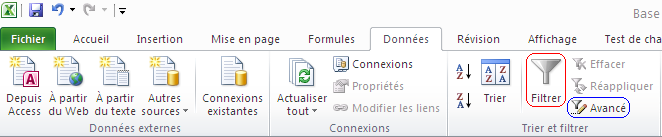 Base
Fichier Accueil Insertion Mise en page Formules Données Révision Affichage Test de cha
Depuis Access
À partir du Web
À partir du texte
Autres sources
Connexions existantes
Données externes
Actualiser tout
Connexions
Propriétés
Modifier les liens
Connexions
A Z
Z A
Trier
Filtrer
Effacer
Réappliquer
Avancé
Trier et filtrer